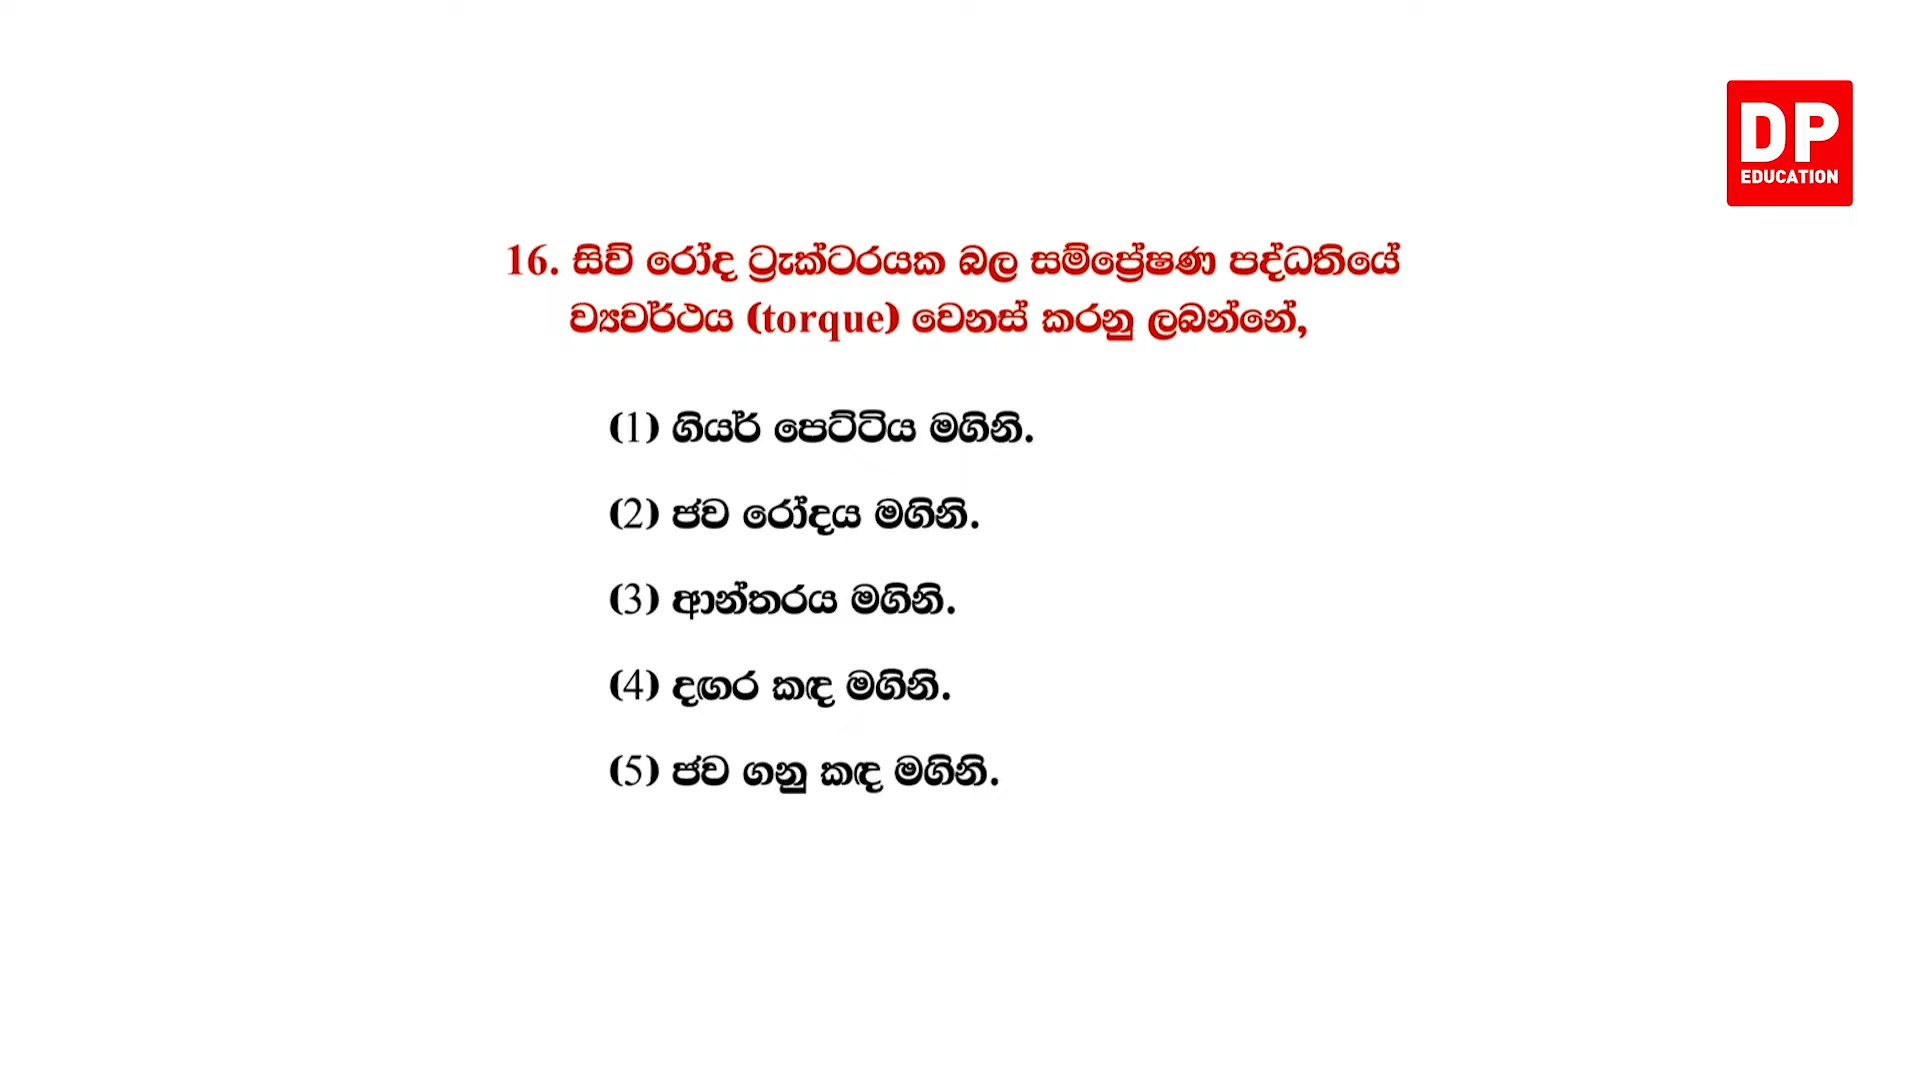 DP
EDUCATION
16. සිව් රෝද ට්‍රැක්ටරයක බල සම්ප්‍රේෂණ පද්ධතියේ
ව්‍යවර්ථය (torque) වෙනස් කරනු ලබන්නේ,
(1) ගියර් පෙට්ටිය මගිනි.
(2) ජව රෝදය මගිනි.
(3) ආන්තරය මගිනි.
(4) දඟර කඳ මගිනි.
(5) ජව ගනු කඳ මගිනි.